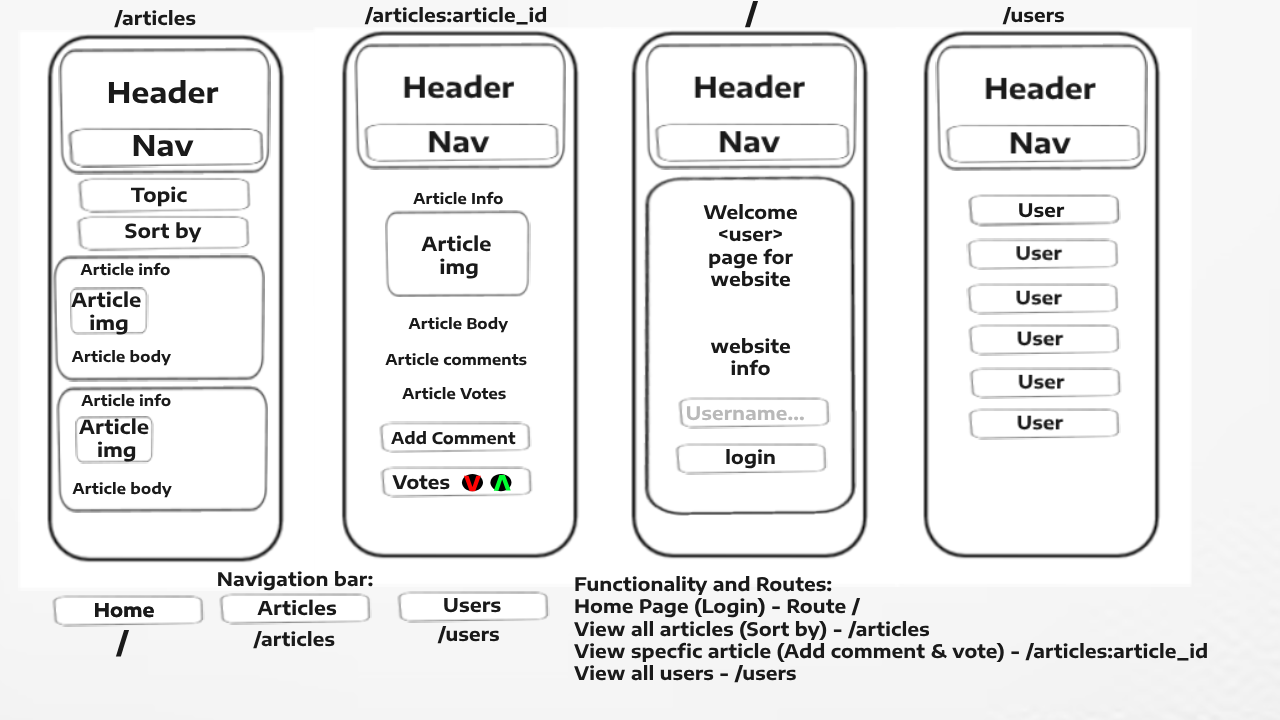 /articles
Header
Nav
Topic
Sort by
Article info
Article
img
Article body
Article info
Article
img
Article body
/articles:article_id
Header
Nav
Article Info
Article
img
Article Body
Article comments
Article Votes
Add Comment
Votes V Λ
/
Header
Nav
Welcome
<user>
page for
website
website
info
Username...
login
/users
Header
Nav
User
User
User
User
User
User
Navigation bar:
Home
/
Articles
/articles
Users
/users
Functionality and Routes:
Home Page (Login) - Route /
View all articles (Sort by) - /articles
View specfic article (Add comment & vote) - /articles:article_id
View all users - /users